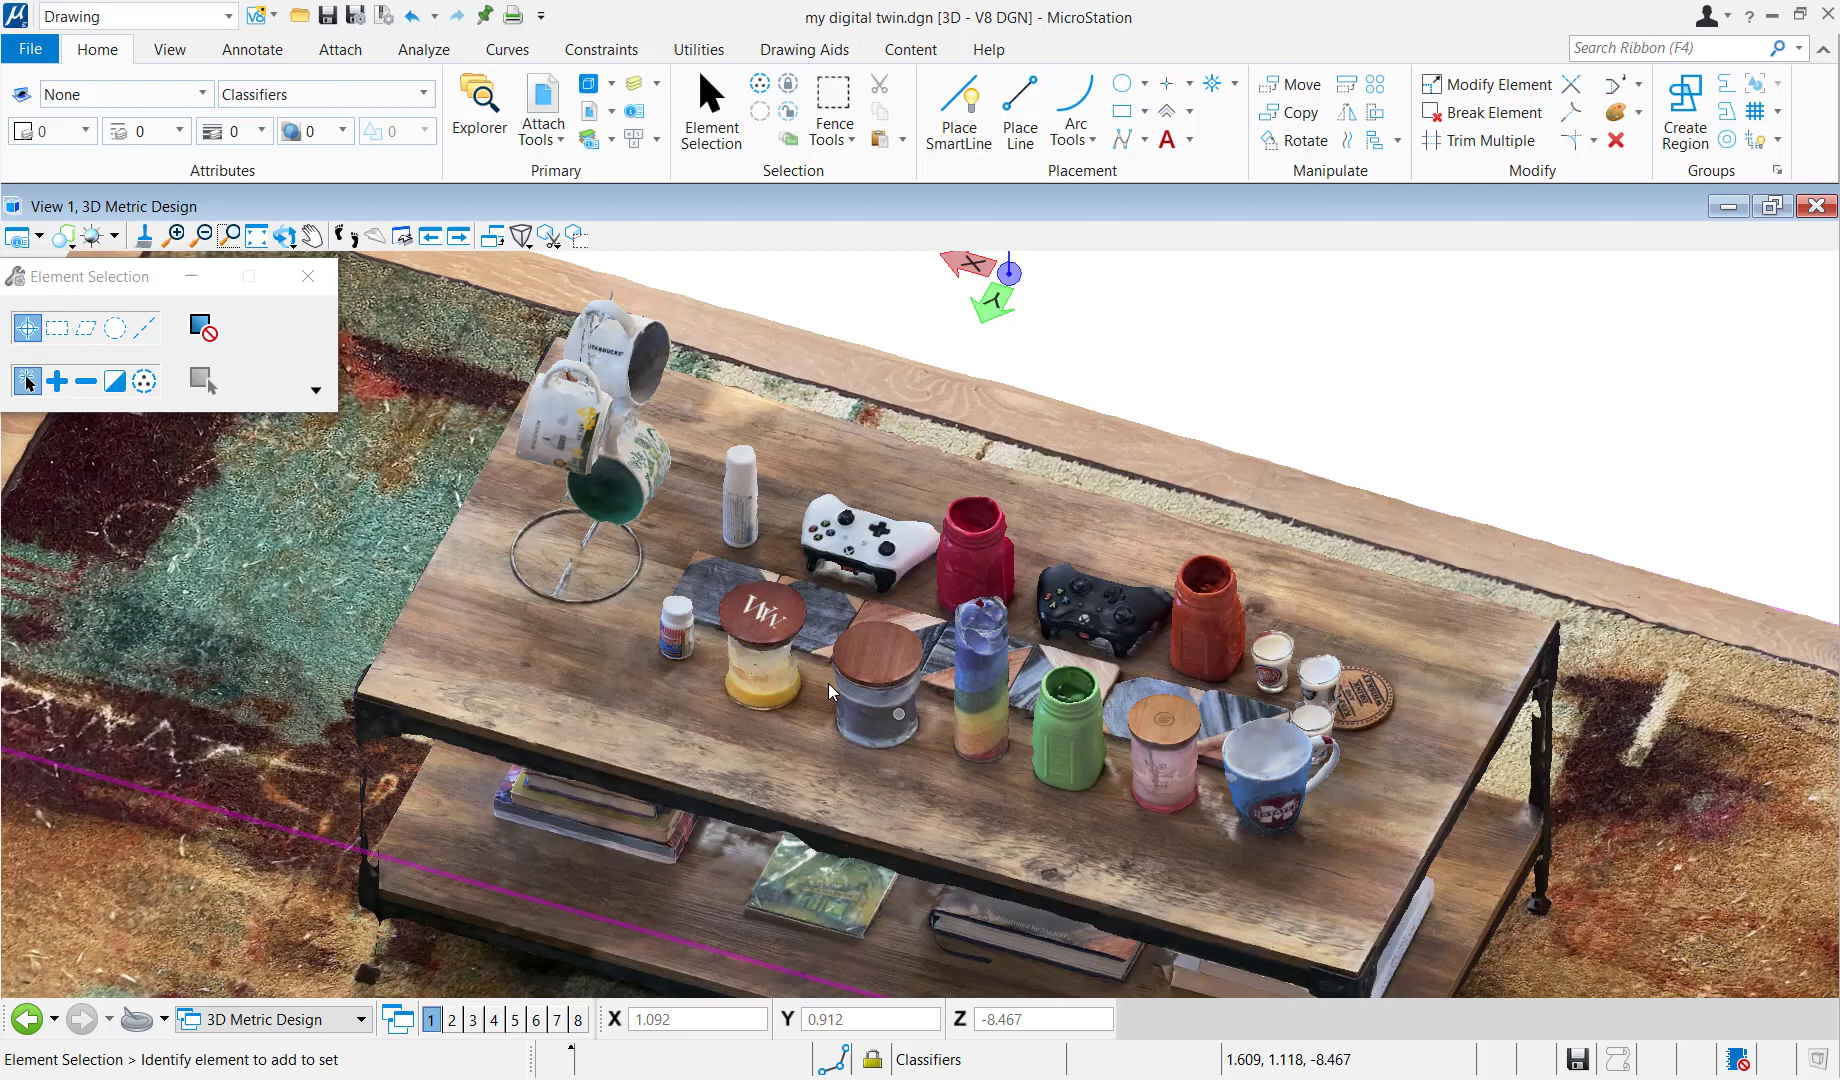 Drawing
my digital twin.dgn [3D - V8 DGN] - MicroStation
File Home View Annotate Attach Analyze Curves Constraints Utilities Drawing Aids Content Help
Search Ribbon (F4)
None
Classifiers
0 0 0 0 0
Attributes
Explorer
Attach Tools
Primary
Element Selection
Fence Tools
Selection
Place SmartLine
Place Line
Arc Tools
Placement
Move
Copy
Rotate
Manipulate
Modify Element
Break Element
Trim Multiple
Modify
Create Region
Groups
View 1, 3D Metric Design
Element Selection
X
Y
STARBUCKS
WW
Illustrated by
3D Metric Design
1 2 3 4 5 6 7 8
X 1.092
Y 0.912
Z -8.467
Element Selection > Identify element to add to set
Classifiers
1.609, 1.118, -8.467